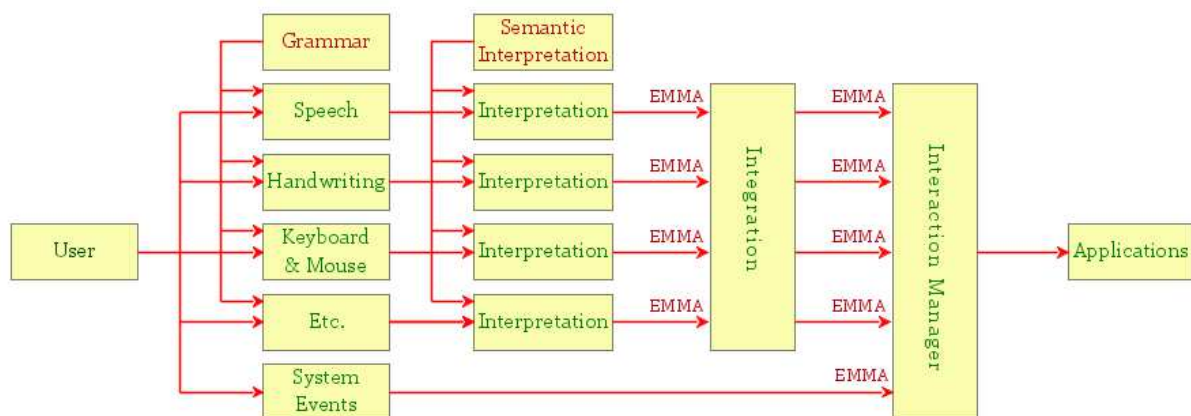 Grammar
Semantic
Interpretation
EMMA
EMMA
Speech
Interpretation
EMMA
EMMA
Handwriting
Interpretation
Integration
Interaction Manager
User
Keyboard
& Mouse
Interpretation
EMMA
EMMA
Applications
Etc.
Interpretation
EMMA
EMMA
System
Events
EMMA